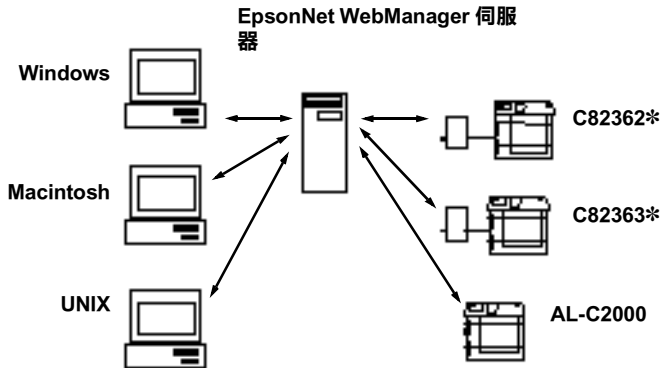 EpsonNet WebManager 伺服
器
Windows
C82362*
Macintosh
C82363*
UNIX
AL-C2000